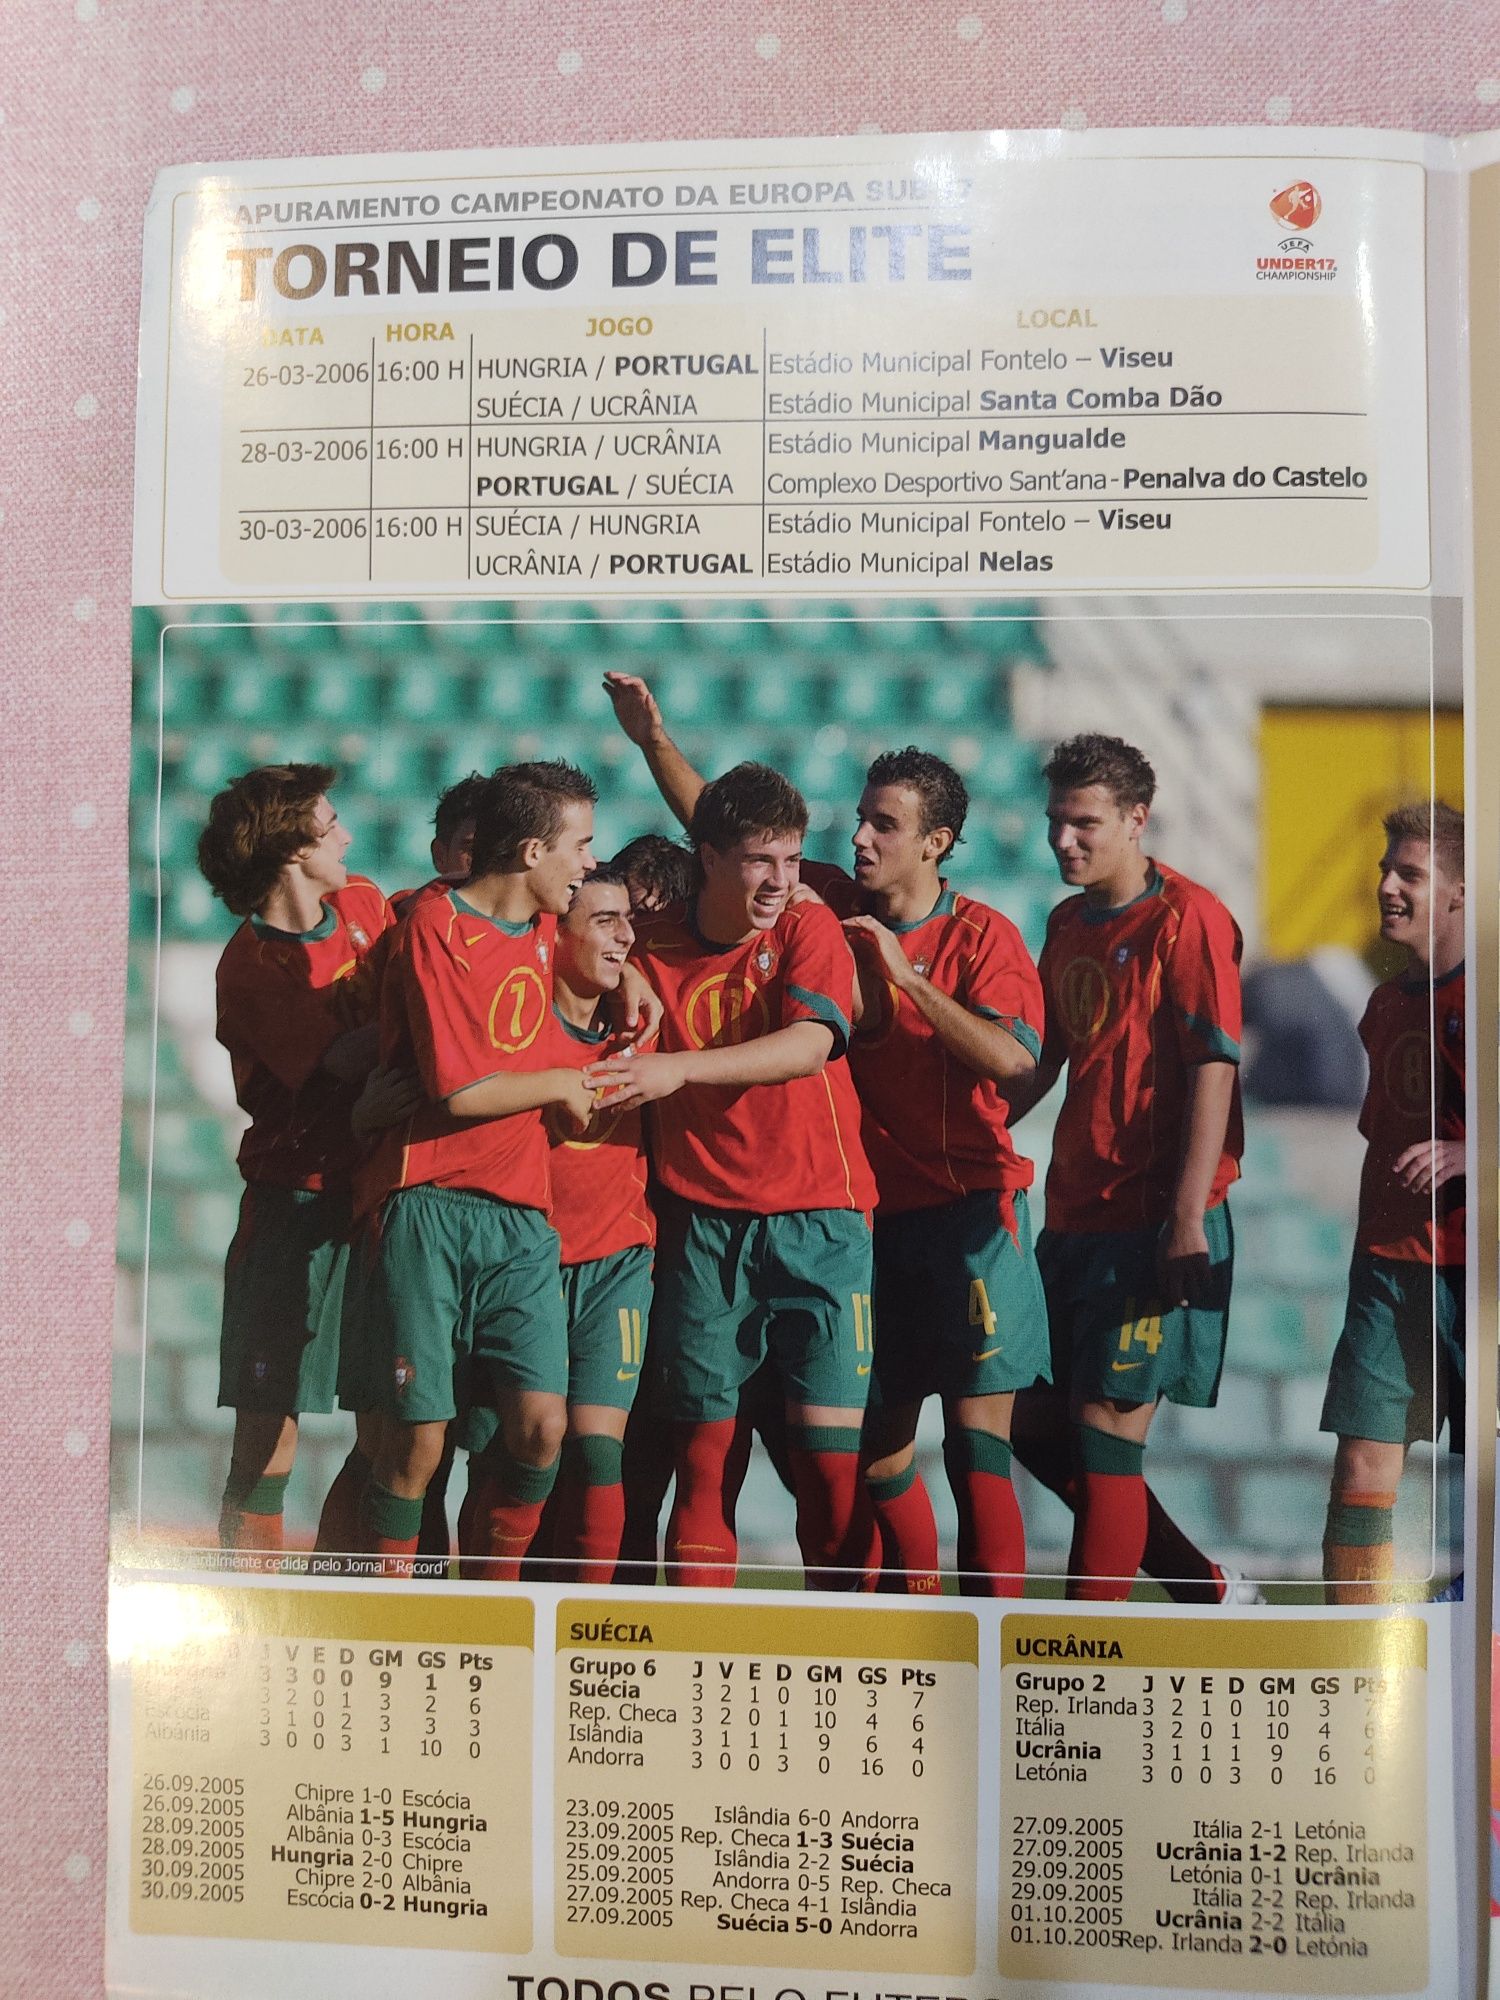 APURAMENTO CAMPEONATO DA EUROPA SUB 17
TORNEIO DE ELITE
UEFA
UNDER17
CHAMPIONSHIP
DATA HORA JOGO LOCAL
26-03-2006 16:00 H HUNGRIA / PORTUGAL Estádio Municipal Fontelo – Viseu
SUÉCIA / UCRÂNIA Estádio Municipal Santa Comba Dão
28-03-2006 16:00 H HUNGRIA / UCRÂNIA Estádio Municipal Mangualde
PORTUGAL / SUÉCIA Complexo Desportivo Sant'ana - Penalva do Castelo
30-03-2006 16:00 H SUÉCIA / HUNGRIA Estádio Municipal Fontelo – Viseu
UCRÂNIA / PORTUGAL Estádio Municipal Nelas
7
17
14
8
11
17
4
14
POR
cedida pelo Jornal "Record"
J V E D GM GS Pts
Hungria 3 3 0 0 9 1 9
3 2 0 1 3 2 6
Escócia 3 1 0 2 3 3 3
Albânia 3 0 0 3 1 10 0
26.09.2005 Chipre 1-0 Escócia
26.09.2005 Albânia 1-5 Hungria
28.09.2005 Albânia 0-3 Escócia
28.09.2005 Hungria 2-0 Chipre
30.09.2005 Chipre 2-0 Albânia
30.09.2005 Escócia 0-2 Hungria
SUÉCIA
Grupo 6 J V E D GM GS Pts
Suécia 3 2 1 0 10 3 7
Rep. Checa 3 2 0 1 10 4 6
Islândia 3 1 1 1 9 6 4
Andorra 3 0 0 3 0 16 0
23.09.2005 Islândia 6-0 Andorra
23.09.2005 Rep. Checa 1-3 Suécia
25.09.2005 Islândia 2-2 Suécia
25.09.2005 Andorra 0-5 Rep. Checa
27.09.2005 Rep. Checa 4-1 Islândia
27.09.2005 Suécia 5-0 Andorra
UCRÂNIA
Grupo 2 J V E D GM GS Pts
Rep. Irlanda 3 2 1 0 10 3 7
Itália 3 2 0 1 10 4 6
Ucrânia 3 1 1 1 9 6 4
Letónia 3 0 0 3 0 16 0
27.09.2005 Itália 2-1 Letónia
27.09.2005 Ucrânia 1-2 Rep. Irlanda
29.09.2005 Letónia 0-1 Ucrânia
29.09.2005 Itália 2-2 Rep. Irlanda
01.10.2005 Ucrânia 2-2 Itália
01.10.2005 Rep. Irlanda 2-0 Letónia
TODOS PELO